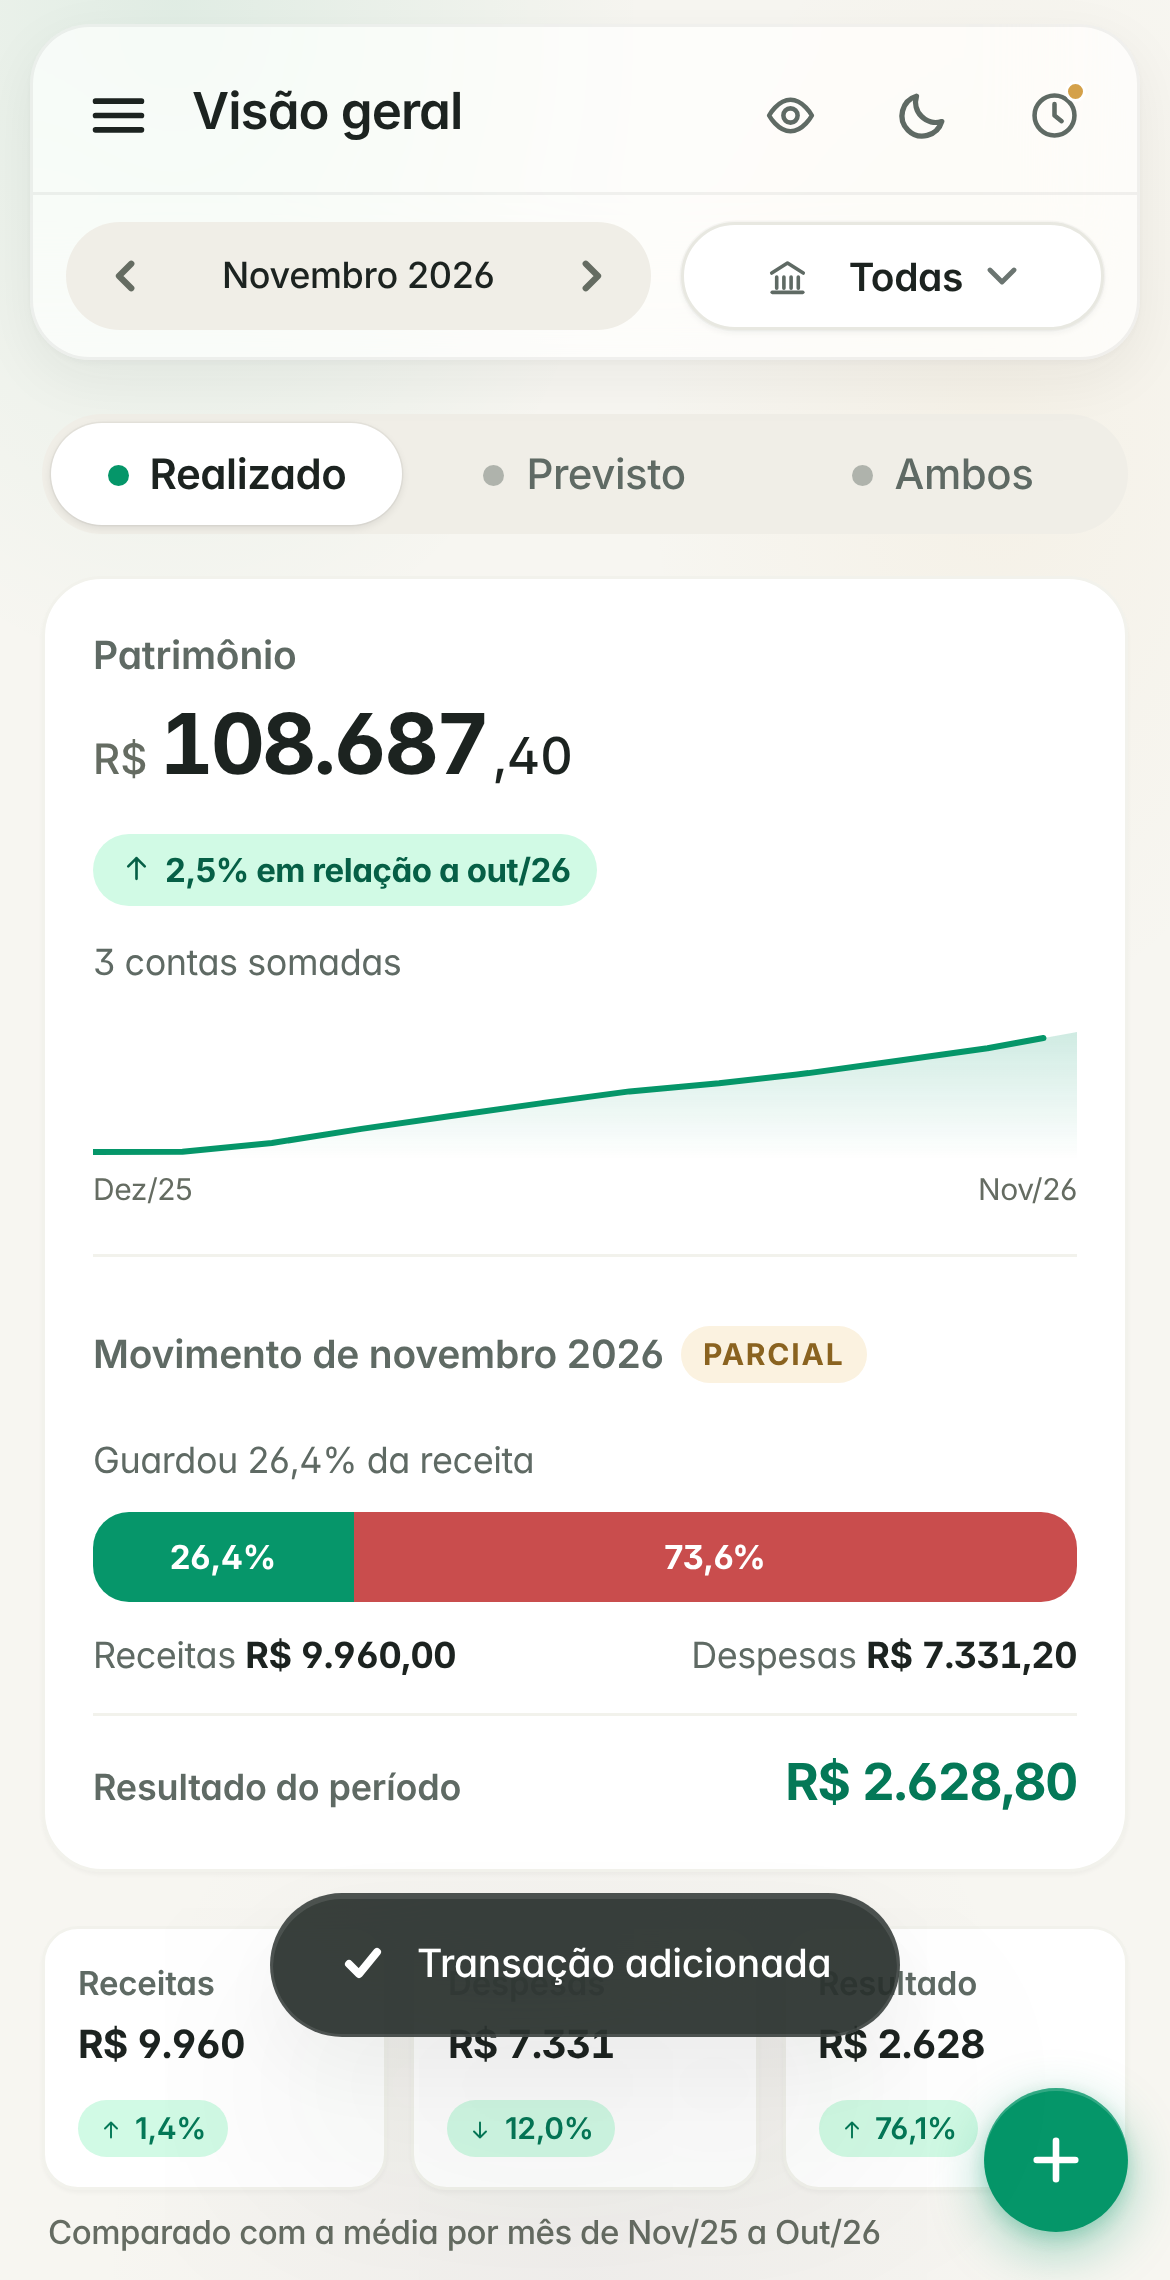 Visão geral
Novembro 2026
Todas
Realizado
Previsto
Ambos
Patrimônio
R$ 108.687,40
↑ 2,5% em relação a out/26
3 contas somadas
Dez/25
Nov/26
Movimento de novembro 2026
PARCIAL
Guardou 26,4% da receita
26,4%
73,6%
Receitas R$ 9.960,00
Despesas R$ 7.331,20
Resultado do período
R$ 2.628,80
Transação adicionada
Receitas
R$ 9.960
↑ 1,4%
Despesas
R$ 7.331
↓ 12,0%
Resultado
R$ 2.628
↑ 76,1%
Comparado com a média por mês de Nov/25 a Out/26